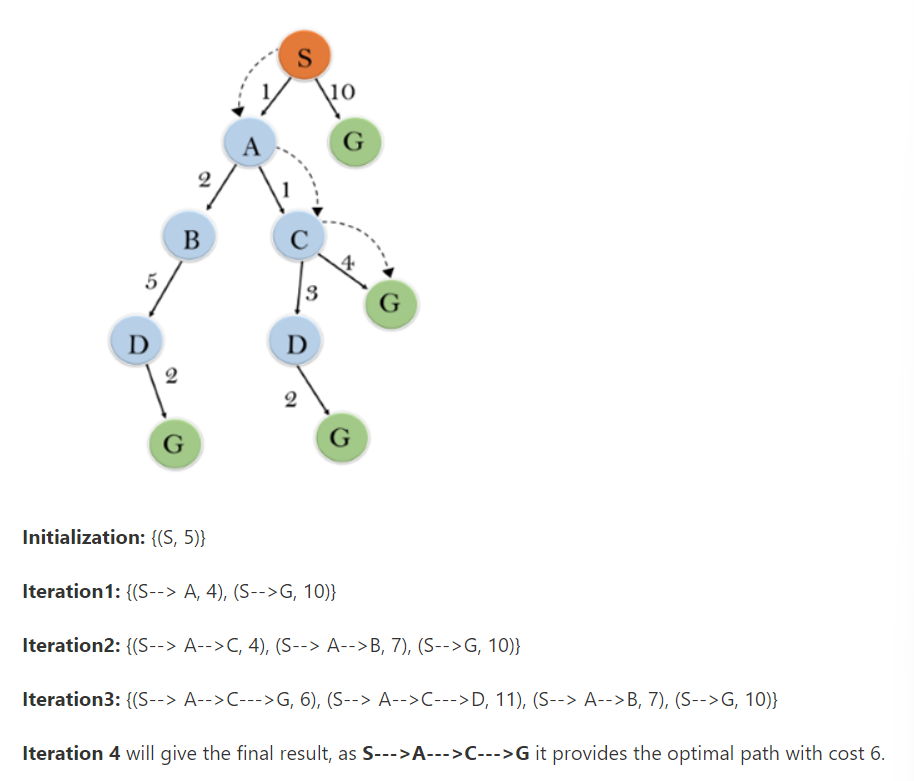 S
1
10
A
G
2
1
B
C
4
5
3
G
D
D
2
2
G
G
Initialization: {(S, 5)}
Iteration1: {(S--> A, 4), (S-->G, 10)}
Iteration2: {(S--> A-->C, 4), (S--> A-->B, 7), (S-->G, 10)}
Iteration3: {(S--> A-->C--->G, 6), (S--> A-->C--->D, 11), (S--> A-->B, 7), (S-->G, 10)}
Iteration 4 will give the final result, as S--->A--->C--->G it provides the optimal path with cost 6.